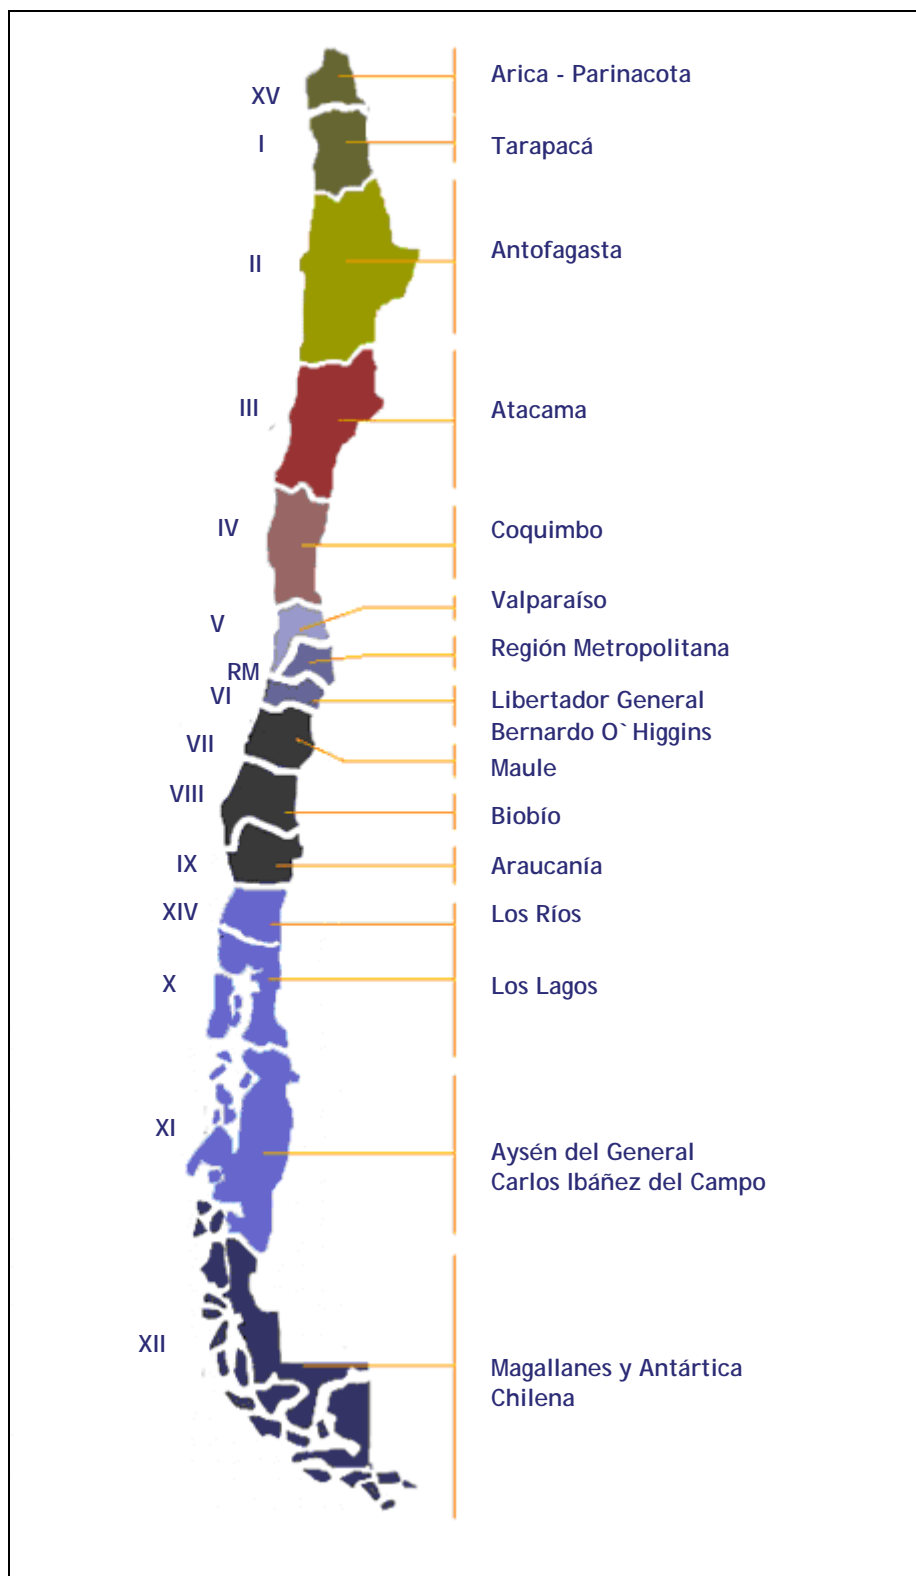 Arica - Parinacota
XV
I
Tarapacá
II
Antofagasta
III
Atacama
IV
Coquimbo
V
Valparaíso
RM
Región Metropolitana
VI
Libertador General
Bernardo O`Higgins
VII
Maule
VIII
Biobío
IX
Araucanía
XIV
Los Ríos
X
Los Lagos
XI
Aysén del General
Carlos Ibáñez del Campo
XII
Magallanes y Antártica
Chilena